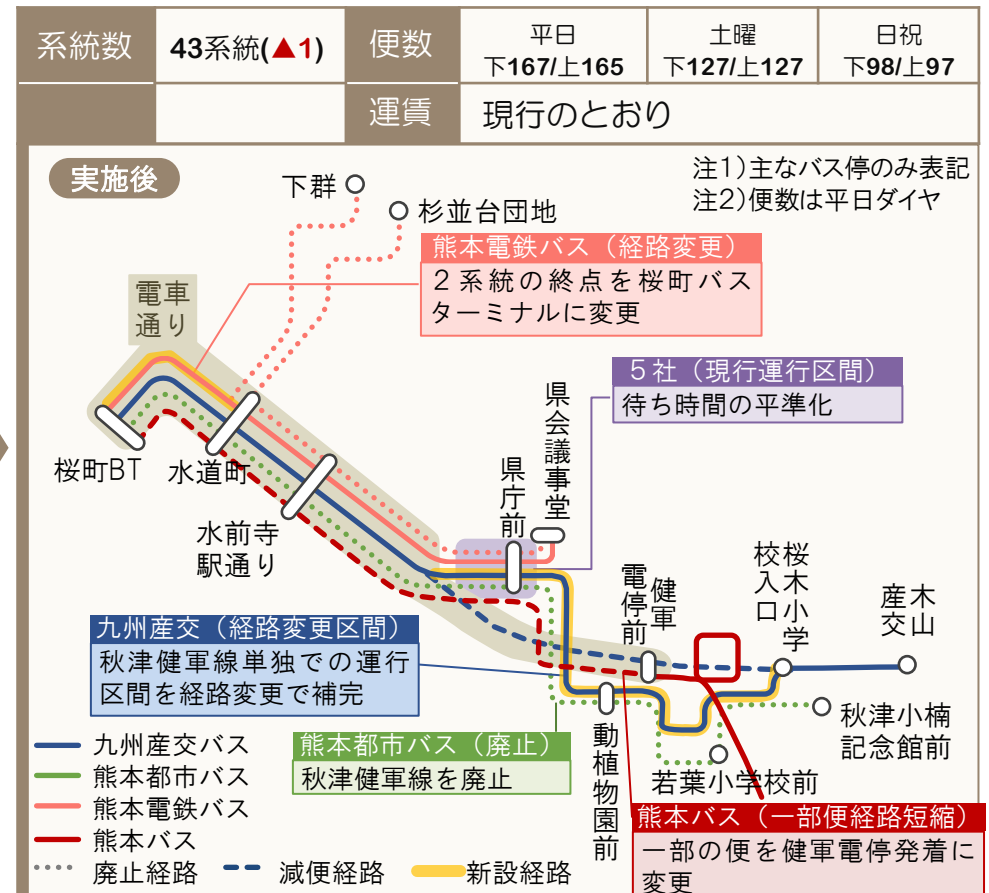 系統数
43系統(▲1)
便数
平日
下167/上165
土曜
下127/上127
日祝
下98/上97
運賃
現行のとおり
実施後
注1)主なバス停のみ表記
注2)便数は平日ダイヤ
下群
杉並台団地
熊本電鉄バス（経路変更）
２系統の終点を桜町バス
ターミナルに変更
電車
通り
５社（現行運行区間）
待ち時間の平準化
桜町BT
水道町
水前寺
駅通り
県庁前
県会議事堂
健軍
電停前
桜木小学
校入口
木山
産交
九州産交（経路変更区間）
秋津健軍線単独での運行
区間を経路変更で補完
秋津小楠
記念館前
動植物園前
若葉小学校前
熊本都市バス（廃止）
秋津健軍線を廃止
熊本バス（一部便経路短縮）
一部の便を健軍電停発着に
変更
九州産交バス
熊本都市バス
熊本電鉄バス
熊本バス
廃止経路
減便経路
新設経路